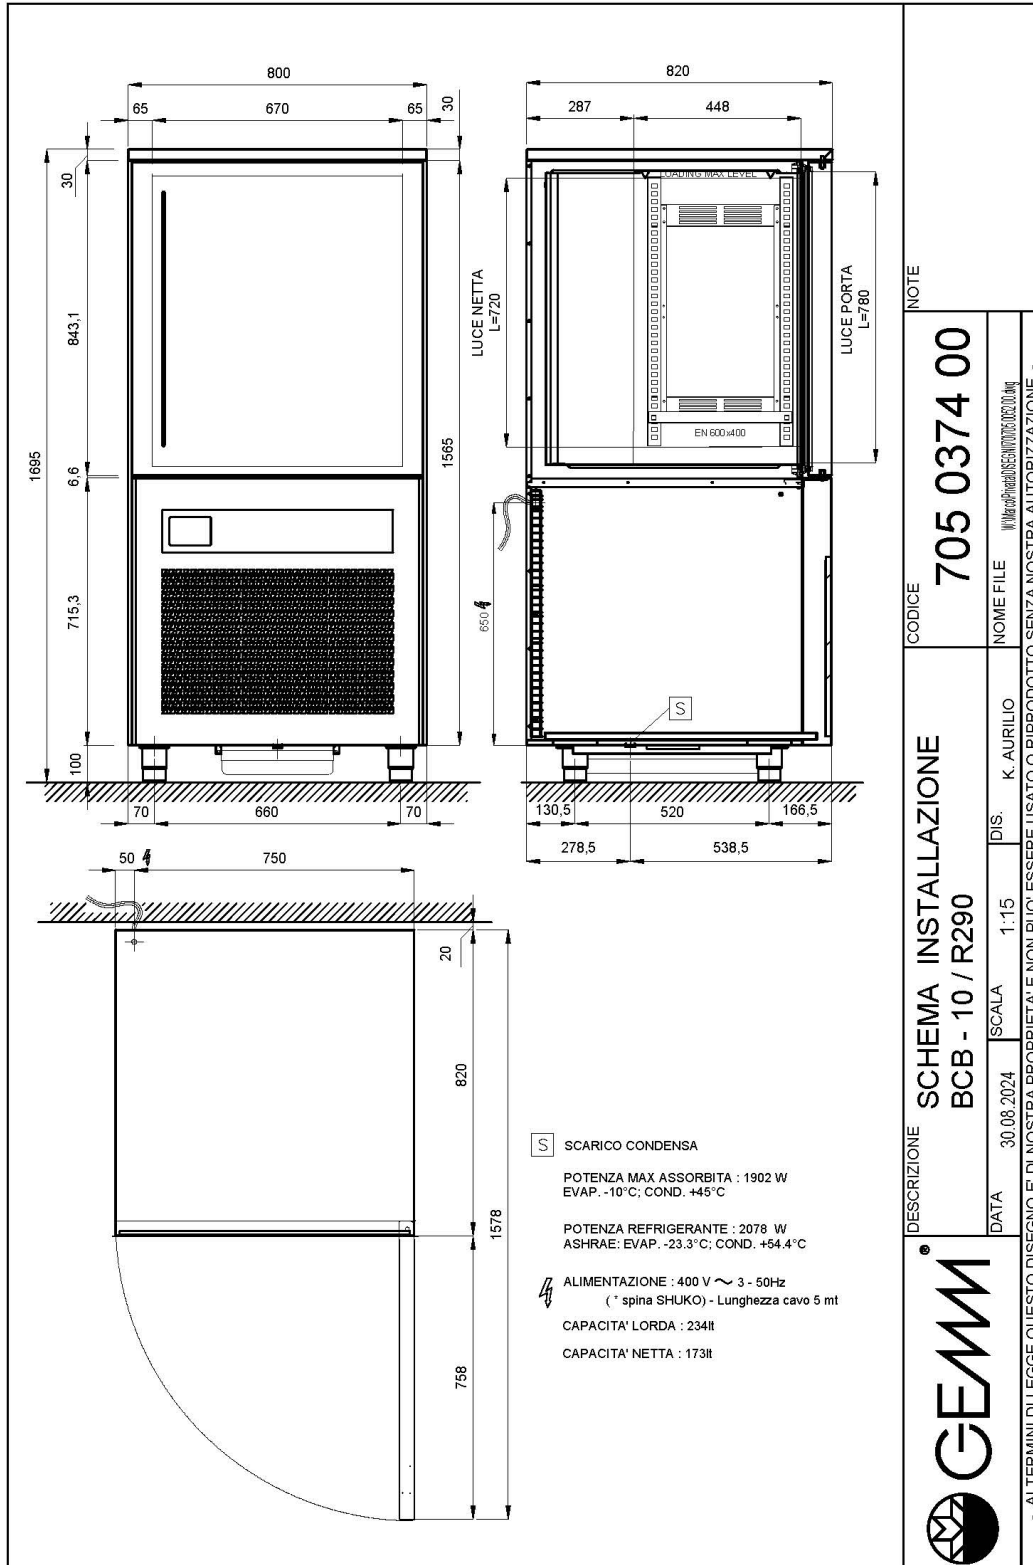 800
65
670
65
30
30
843,1
1695
6,6
1565
715,3
100
70
660
70
820
287
448
LOADING MAX LEVEL
LUCE NETTA
L=720
LUCE PORTA
L=780
EN 600x400
650
S
130,5
520
166,5
278,5
538,5
50
750
20
820
1578
758
S SCARICO CONDENSA
POTENZA MAX ASSORBITA : 1902 W
EVAP. -10°C; COND. +45°C
POTENZA REFRIGERANTE : 2078 W
ASHRAE: EVAP. -23.3°C; COND. +54.4°C
ALIMENTAZIONE : 400 V ~ 3 - 50Hz
( * spina SHUKO) - Lunghezza cavo 5 mt
CAPACITA' LORDA : 234lt
CAPACITA' NETTA : 173lt
GEMM ®
DESCRIZIONE
SCHEMA INSTALLAZIONE
BCB - 10 / R290
CODICE
705 0374 00
NOTE
DATA
30.08.2024
SCALA
1:15
DIS.
K. AURILIO
NOME FILE
A I TERMINI DI LEGGE QUESTO DISEGNO E' DI NOSTRA PROPRIETA' E NON PUO' ESSERE USATO O RIPRODOTTO SENZA NOSTRA AUTORIZZAZIONE